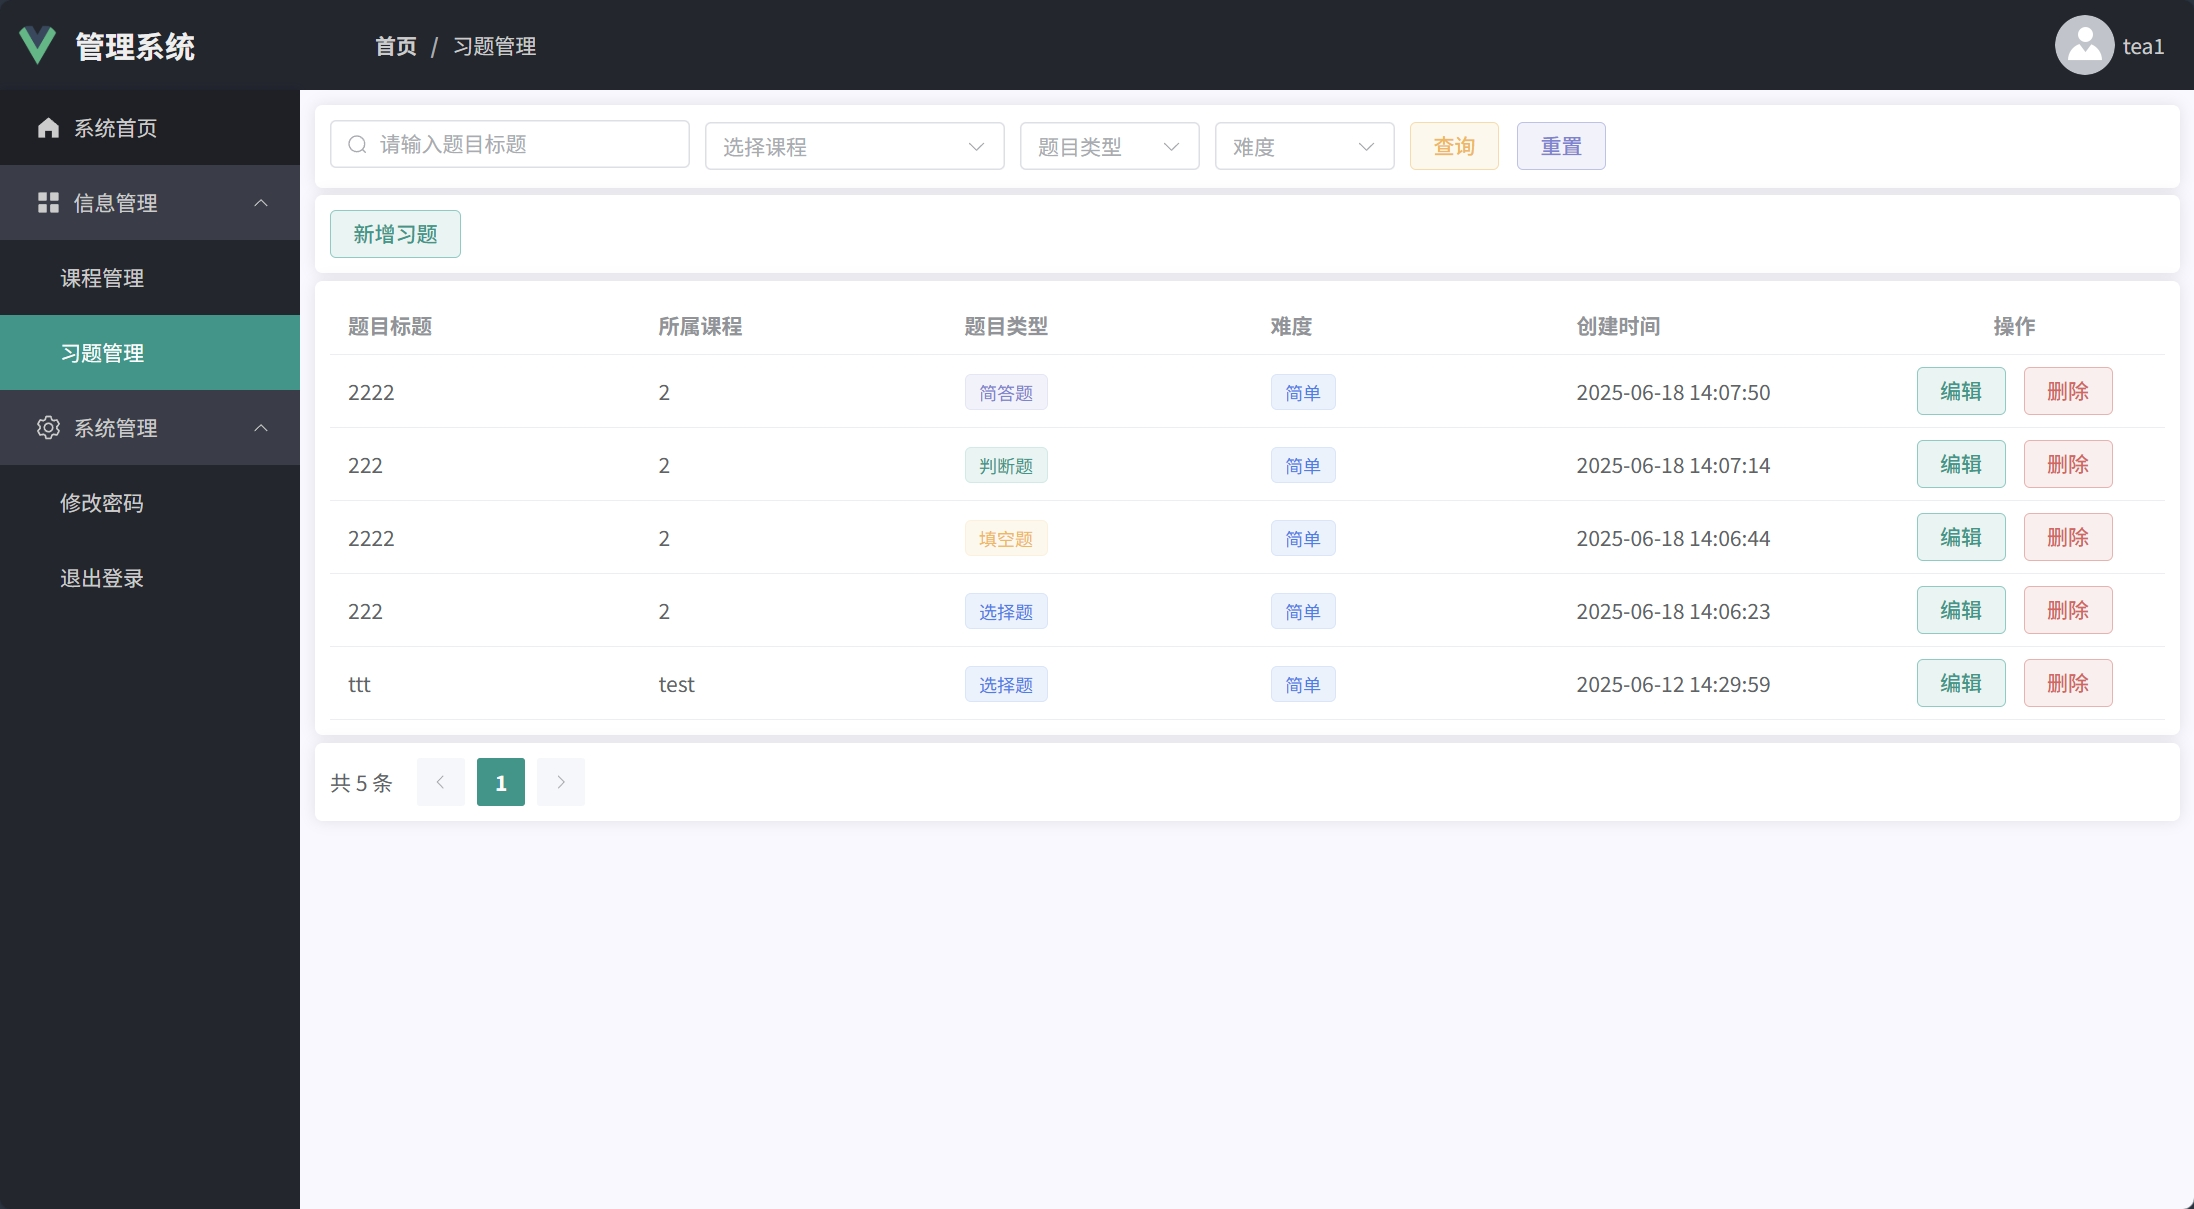 管理系统
首页 / 习题管理
tea1
系统首页
信息管理
课程管理
习题管理
系统管理
修改密码
退出登录
请输入题目标题 选择课程 题目类型 难度 查询 重置
新增习题
题目标题 所属课程 题目类型 难度 创建时间 操作
2222 2 简答题 简单 2025-06-18 14:07:50 编辑 删除
222 2 判断题 简单 2025-06-18 14:07:14 编辑 删除
2222 2 填空题 简单 2025-06-18 14:06:44 编辑 删除
222 2 选择题 简单 2025-06-18 14:06:23 编辑 删除
ttt test 选择题 简单 2025-06-12 14:29:59 编辑 删除
共 5 条 1